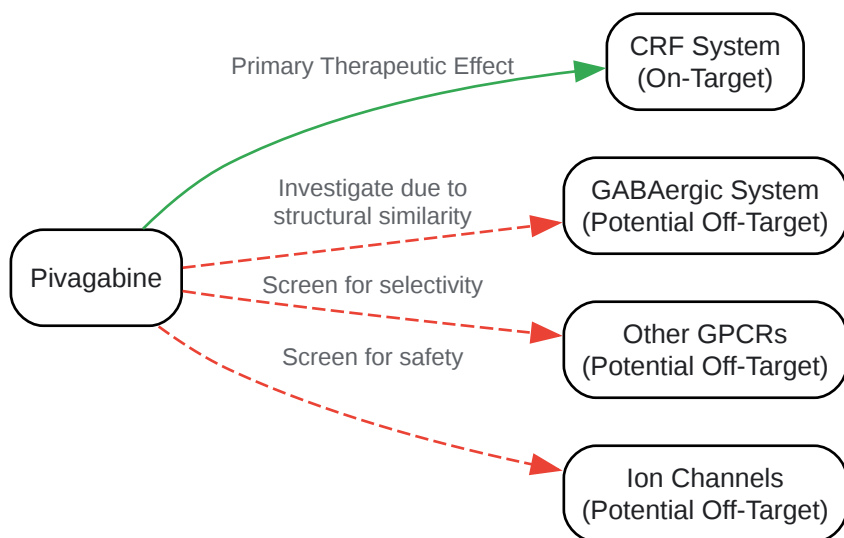 CRF System
(On-Target)
Primary Therapeutic Effect
Investigate due to
structural similarity
GABAergic System
(Potential Off-Target)
Pivagabine
Screen for selectivity
Other GPCRs
(Potential Off-Target)
Screen for safety
Ion Channels
(Potential Off-Target)